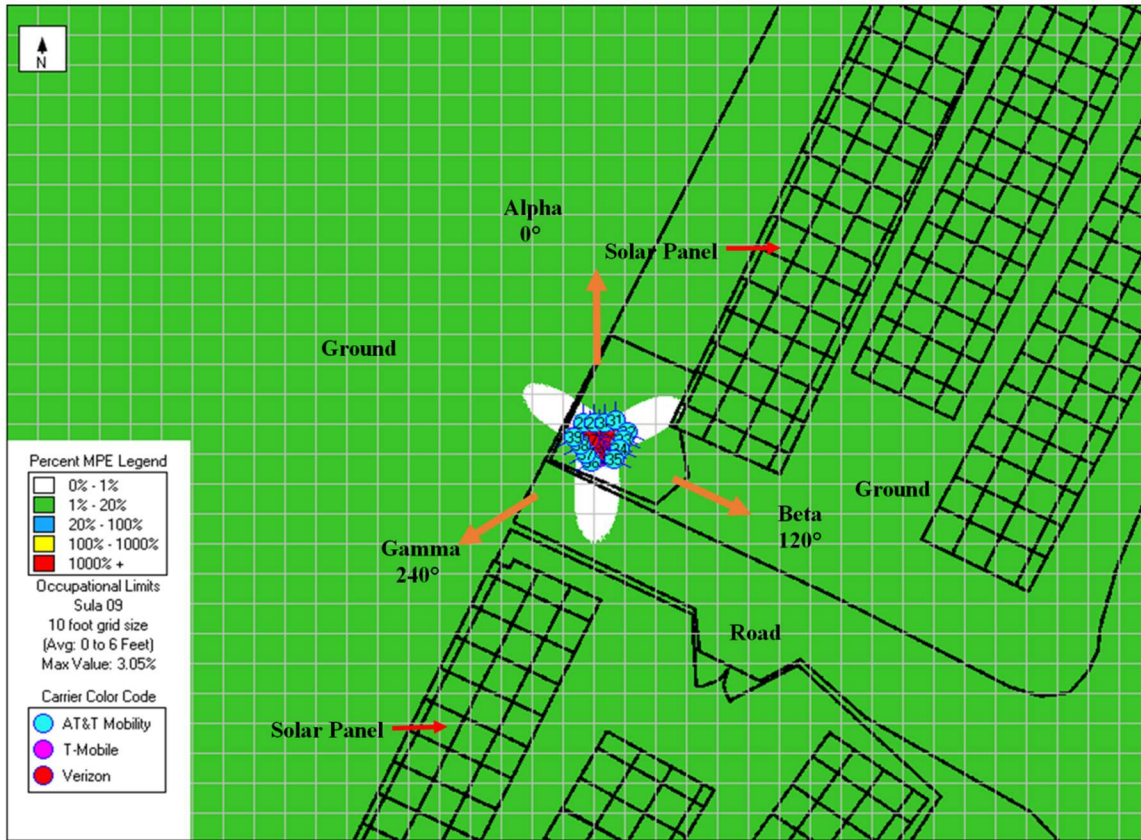 N
Alpha
0°
Solar Panel
Ground
31
Ground
Beta
120°
Gamma
240°
Road
Solar Panel
Percent MPE Legend
0% - 1%
1% - 20%
20% - 100%
100% - 1000%
1000% +
Occupational Limits
Sula 09
10 foot grid size
(Avg: 0 to 6 Feet)
Max Value: 3.05%
Carrier Color Code
AT&T Mobility
T-Mobile
Verizon